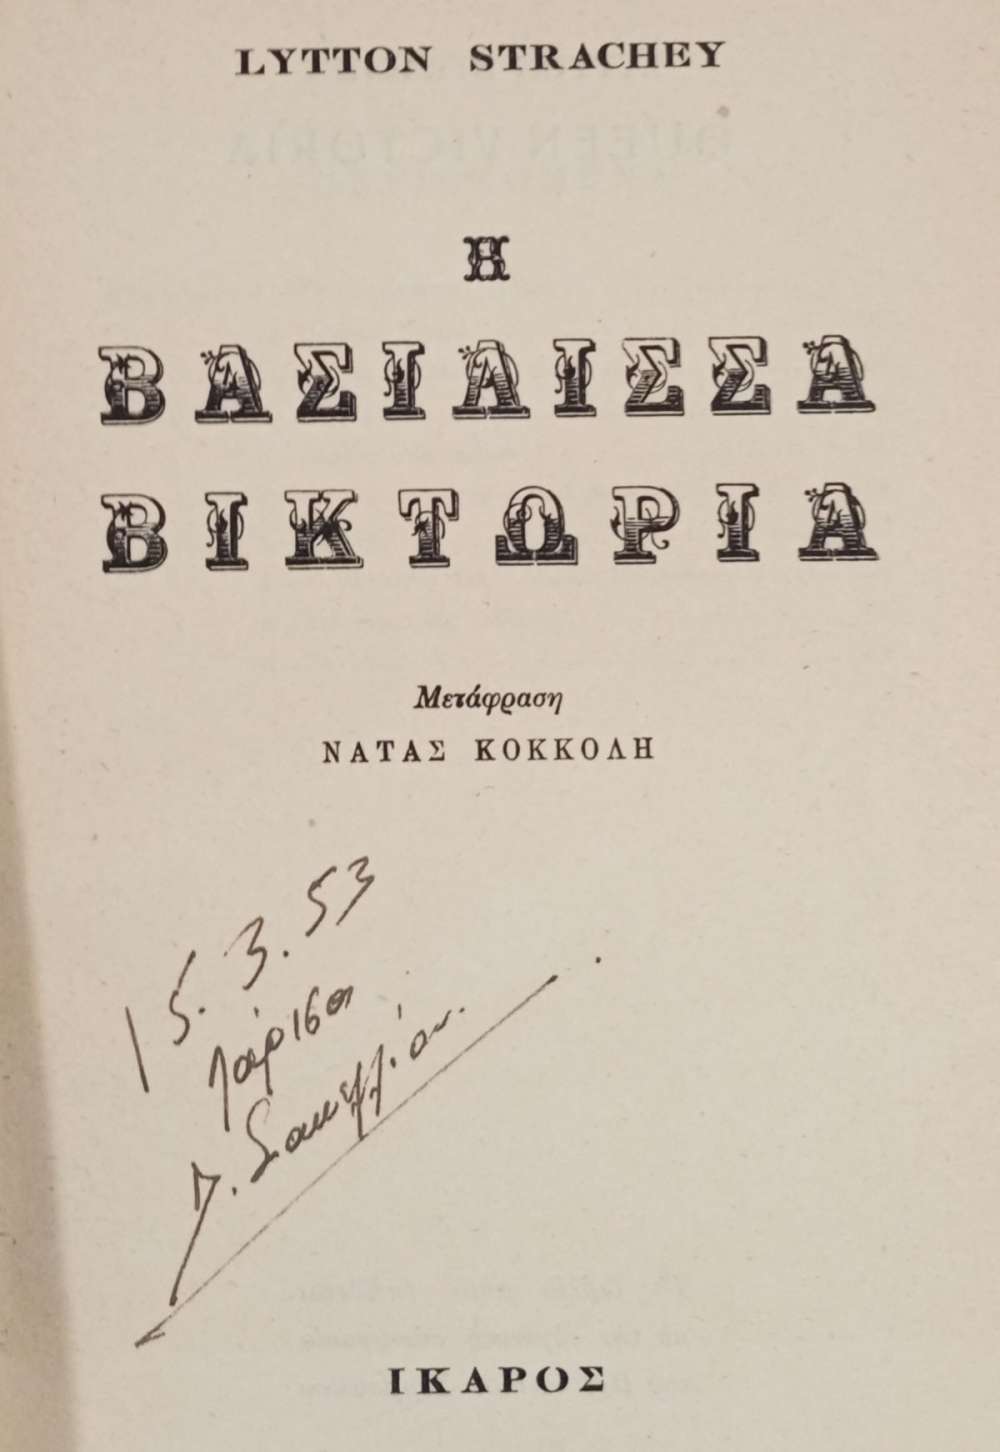 LYTTON STRACHEY
Η
ΒΑΣΙΛΙΣΣΑ
ΒΙΚΤΩΡΙΑ
Μετάφραση
ΝΑΤΑΣ ΚΟΚΚΟΛΗ
15.3.53
Λάρισα
ΙΚΑΡΟΣ